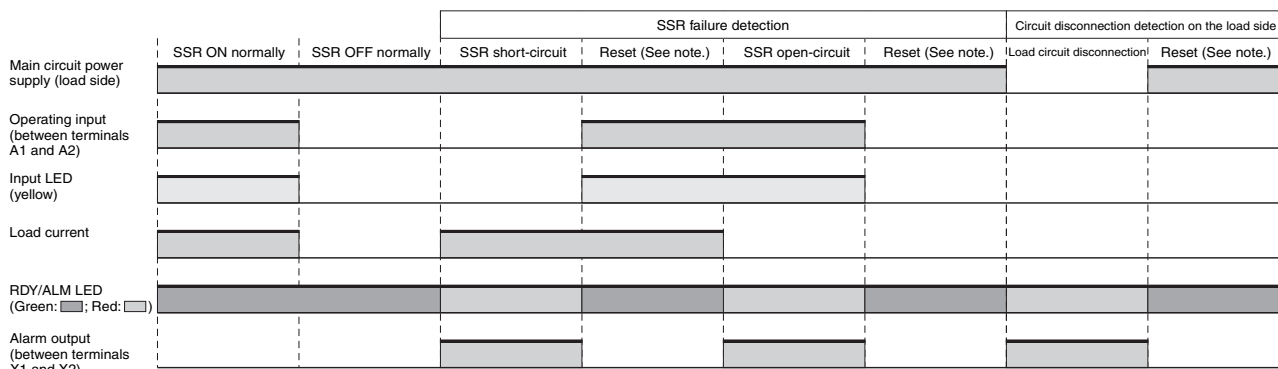 SSR failure detection
Circuit disconnection detection on the load side
SSR ON normally
SSR OFF normally
SSR short-circuit
Reset (See note.)
SSR open-circuit
Reset (See note.)
Load circuit disconnection
Reset (See note.)
Main circuit power
supply (load side)
Operating input
(between terminals
A1 and A2)
Input LED
(yellow)
Load current
RDY/ALM LED
(Green: ; Red: )
Alarm output
(between terminals
X1 and X2)